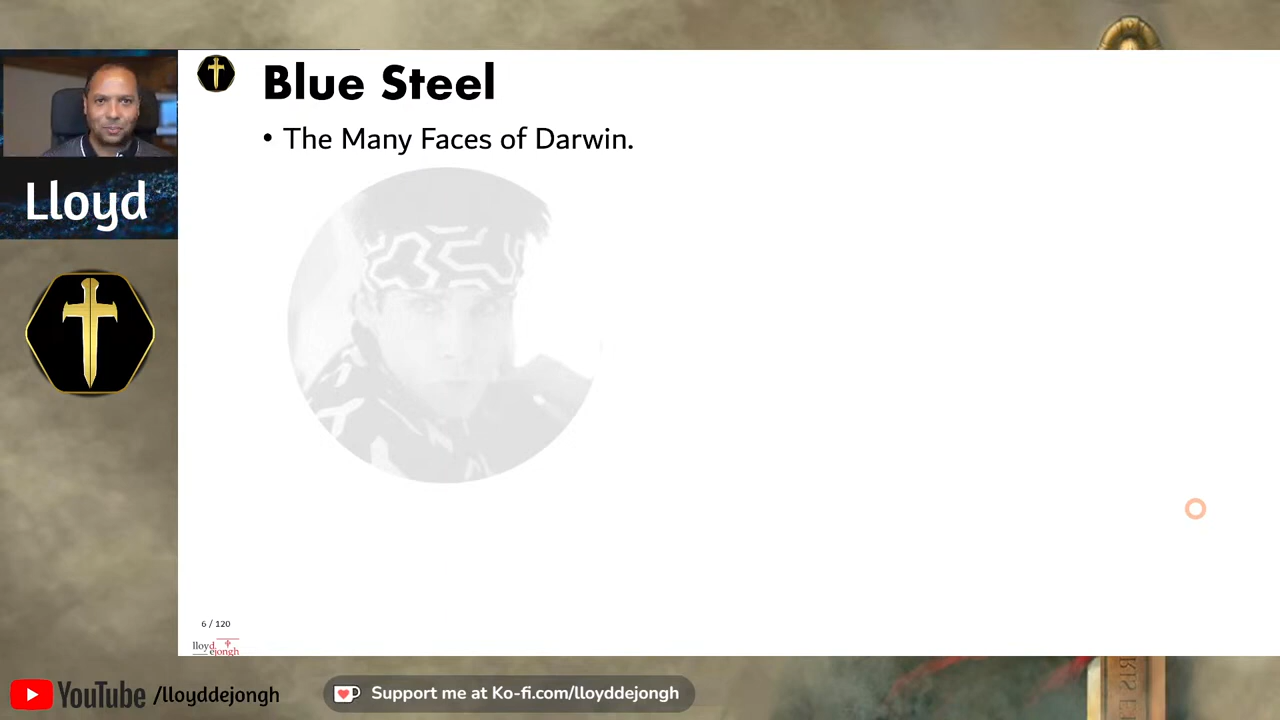 Blue Steel
• The Many Faces of Darwin.
Lloyd
6 / 120
lloyd
ejongh
YouTube /lloyddejongh
Support me at Ko-fi.com/lloyddejongh